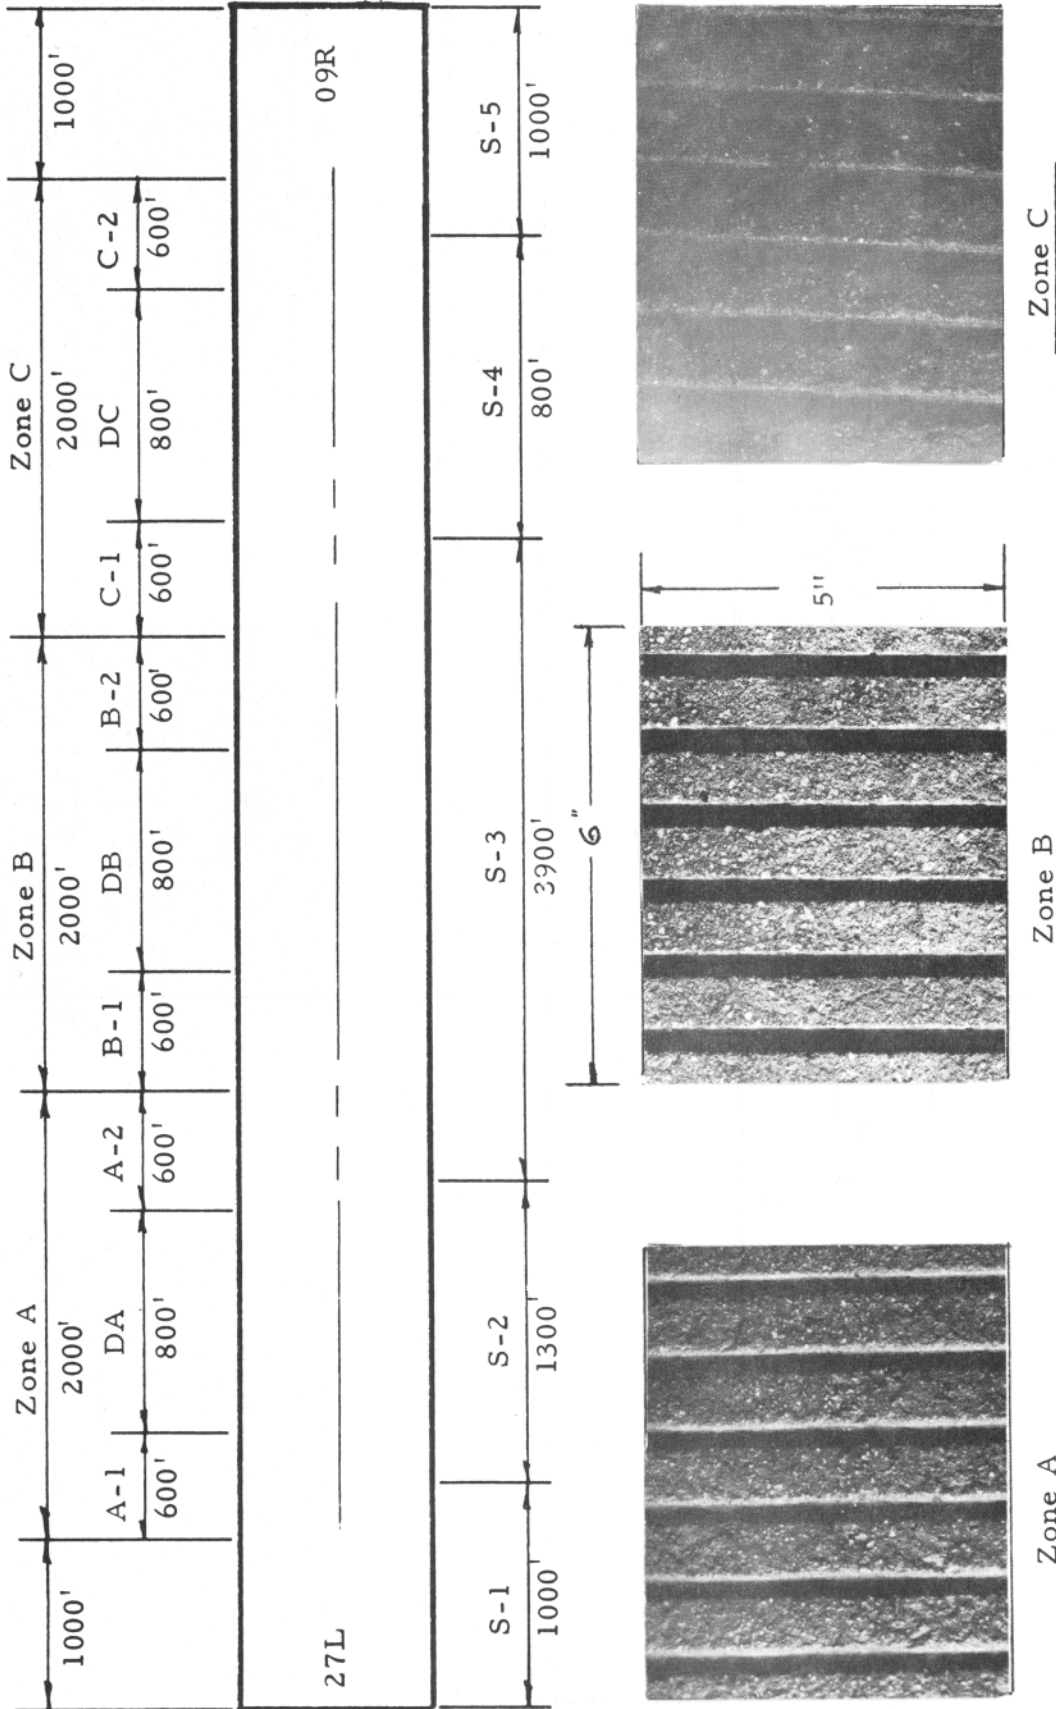 Zone A
Zone B
Zone C
1000'
2000'
2000'
2000'
1000'
A-1
DA
A-2
B-1
DB
B-2
C-1
DC
C-2
600'
800'
600'
600'
800'
600'
600'
800'
600'
27L
09R
S-1
S-2
S-3
S-4
S-5
1000'
1300'
3900'
800'
1000'
6"
5"
Zone A
Zone B
Zone C